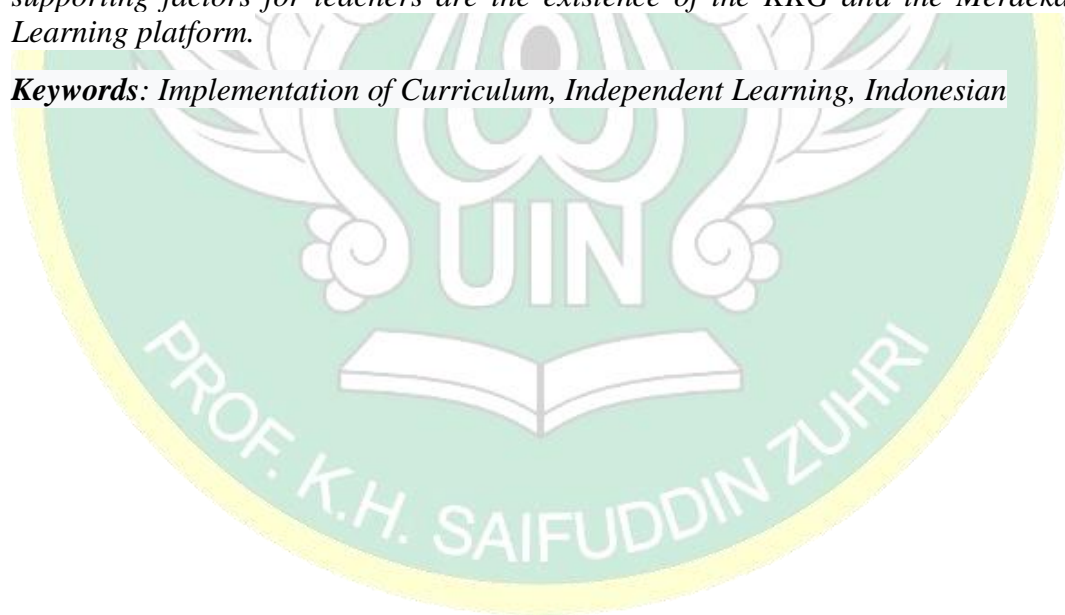 supporting factors for teachers are the existence of the KKG and the Merdeka
Learning platform.
Keywords: Implementation of Curriculum, Independent Learning, Indonesian
UIN
PROF. K.H. SAIFUDDIN ZUHRI